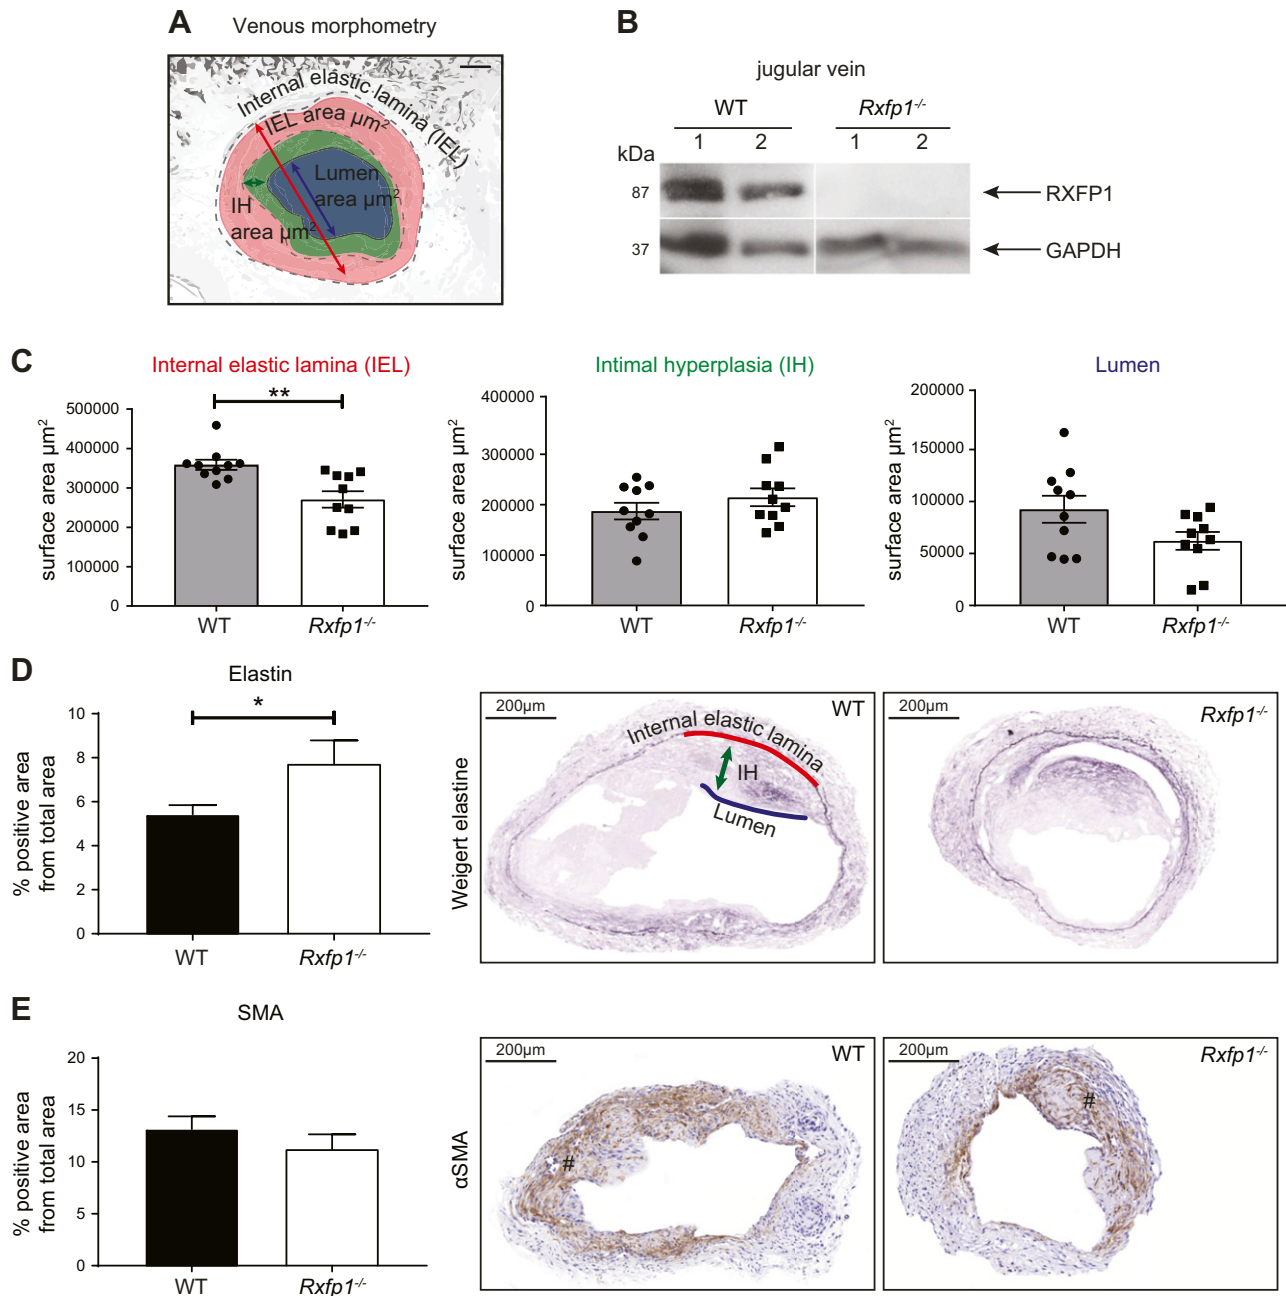 A
Venous morphometry
Internal elastic lamina (IEL)
IEL area µm²
Lumen
area µm²
IH
area µm²
B
jugular vein
WT
Rxfp1-/-
1 2 1 2
kDa
87
RXFP1
37
GAPDH
C
Internal elastic lamina (IEL)
**
surface area µm²
500000
400000
300000
200000
100000
0
WT
Rxfp1-/-
Intimal hyperplasia (IH)
surface area µm²
400000
300000
200000
100000
0
WT
Rxfp1-/-
Lumen
surface area µm²
200000
150000
100000
50000
0
WT
Rxfp1-/-
D
Elastin
*
% positive area
from total area
10
8
6
4
2
0
WT
Rxfp1-/-
Weigert elastine
200µm
WT
Internal elastic lamina
IH
Lumen
200µm
Rxfp1-/-
E
SMA
% positive area
from total area
20
15
10
5
0
WT
Rxfp1-/-
αSMA
200µm
WT
#
200µm
Rxfp1-/-
#